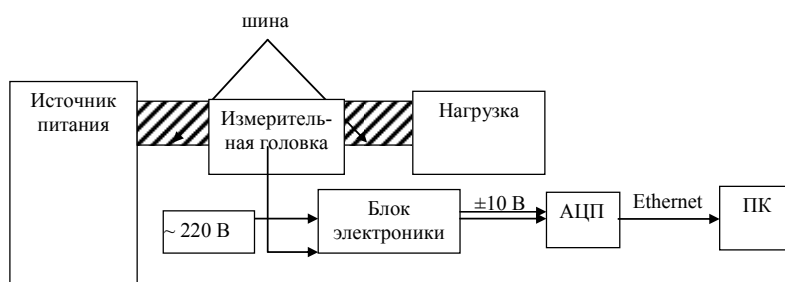 шина
Источник
питания
Измеритель-
ная головка
Нагрузка
~ 220 В
Блок
электроники
±10 В
АЦП
Ethernet
ПК